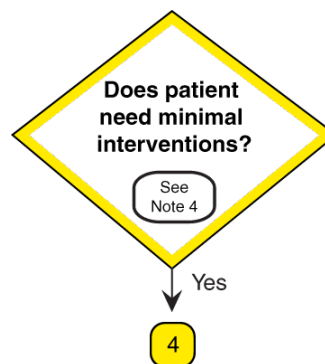 Does patient
need minimal
interventions?
See
Note 4
Yes
4